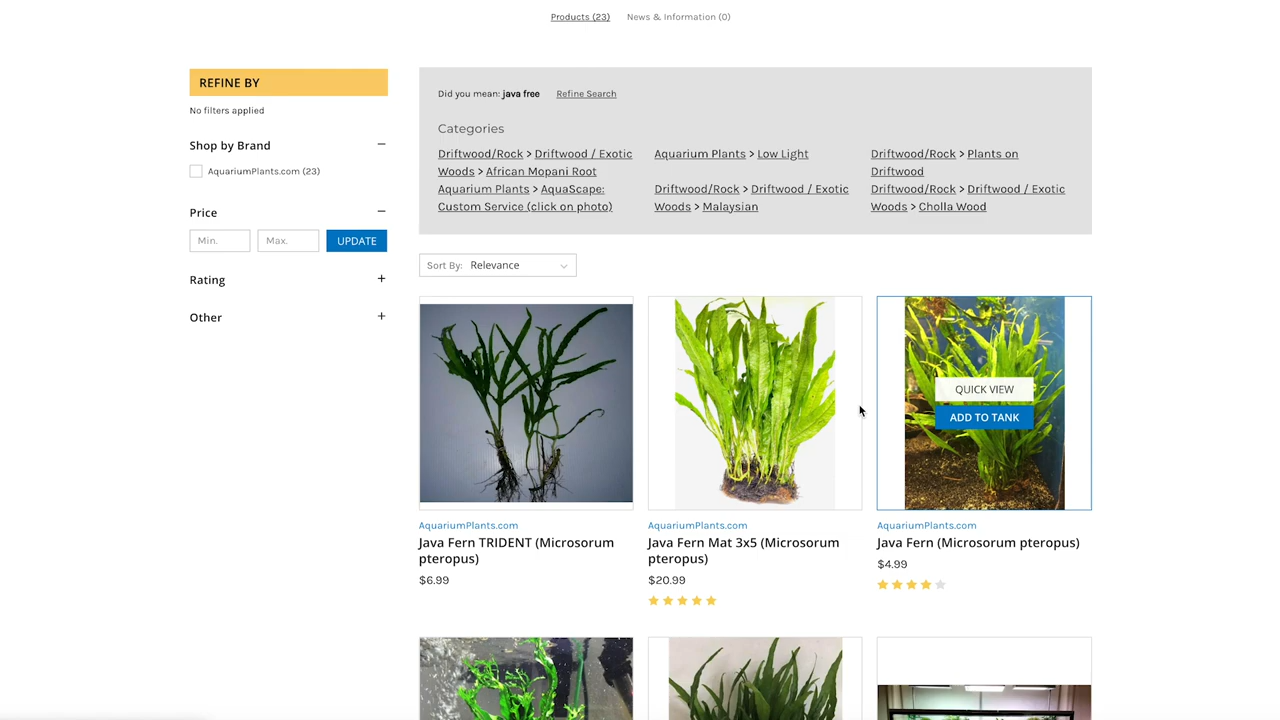 Products (23) News & Information (0)
REFINE BY
No filters applied
Shop by Brand
AquariumPlants.com (23)
Price
Min. Max. UPDATE
Rating
Other
Did you mean: java free Refine Search
Categories
Driftwood/Rock > Driftwood / Exotic
Woods > African Mopani Root
Aquarium Plants > AquaScape:
Custom Service (click on photo)
Aquarium Plants > Low Light
Driftwood/Rock > Driftwood / Exotic
Woods > Malaysian
Driftwood/Rock > Plants on
Driftwood
Driftwood/Rock > Driftwood / Exotic
Woods > Cholla Wood
Sort By: Relevance
QUICK VIEW
ADD TO TANK
AquariumPlants.com
Java Fern TRIDENT (Microsorum
pteropus)
$6.99
AquariumPlants.com
Java Fern Mat 3x5 (Microsorum
pteropus)
$20.99
AquariumPlants.com
Java Fern (Microsorum pteropus)
$4.99